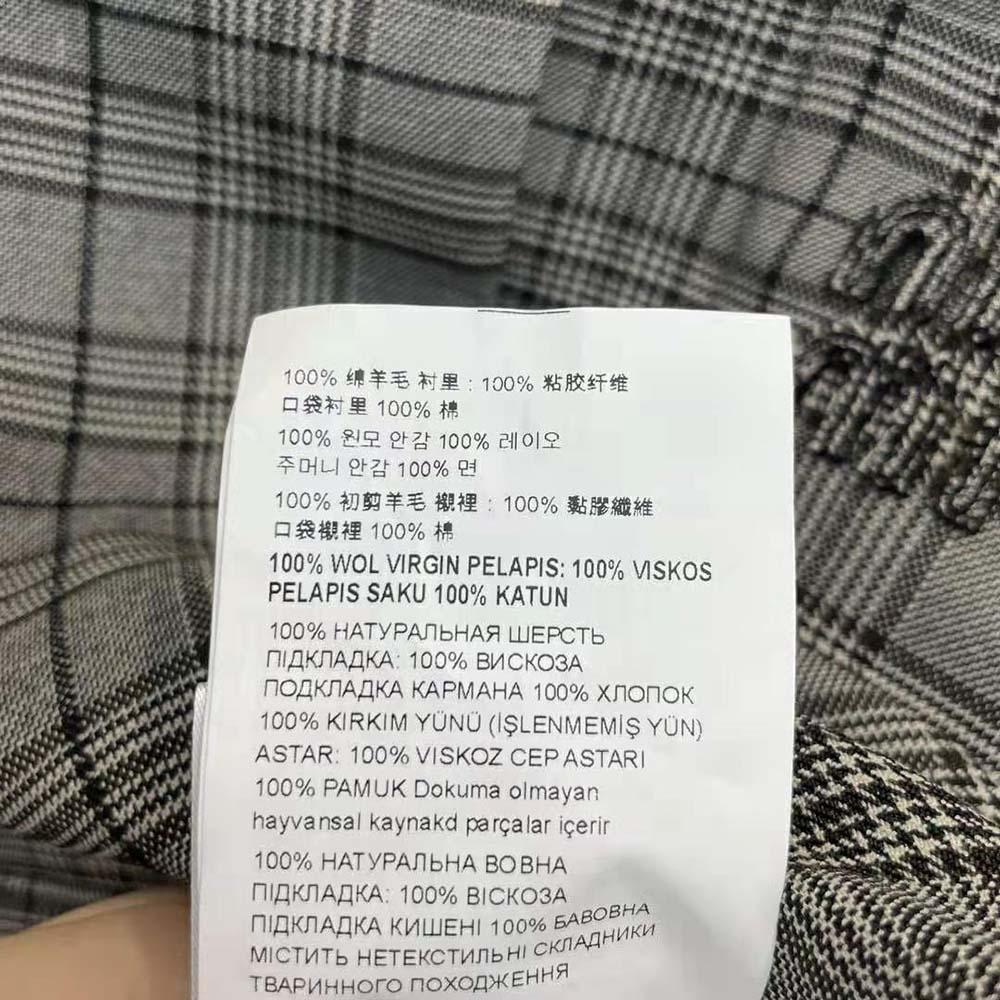 100% 绵羊毛 衬里 : 100% 粘胶纤维
口袋衬里 100% 棉
100% 원모 안감 100% 레이오
주머니 안감 100% 면
100% 初剪羊毛 襯裡 : 100% 黏膠纖維
口袋襯裡 100% 棉
100% WOL VIRGIN PELAPIS: 100% VISKOS
PELAPIS SAKU 100% KATUN
100% НАТУРАЛЬНАЯ ШЕРСТЬ
ПІДКЛАДКА: 100% ВИСКОЗА
ПОДКЛАДКА КАРМАНА 100% ХЛОПОК
100% KIRKIM YÜNÜ (İŞLENMEMİŞ YÜN)
ASTAR: 100% VISKOZ CEP ASTARI
100% PAMUK Dokuma olmayan
hayvansal kaynakd parçalar içerir
100% НАТУРАЛЬНА ВОВНА
ПІДКЛАДКА: 100% ВІСКОЗА
ПІДКЛАДКА КИШЕНІ 100% БАВОВНА
МІСТИТЬ НЕТЕКСТИЛЬНІ СКЛАДНИКИ
ТВАРИННОГО ПОХОДЖЕННЯ